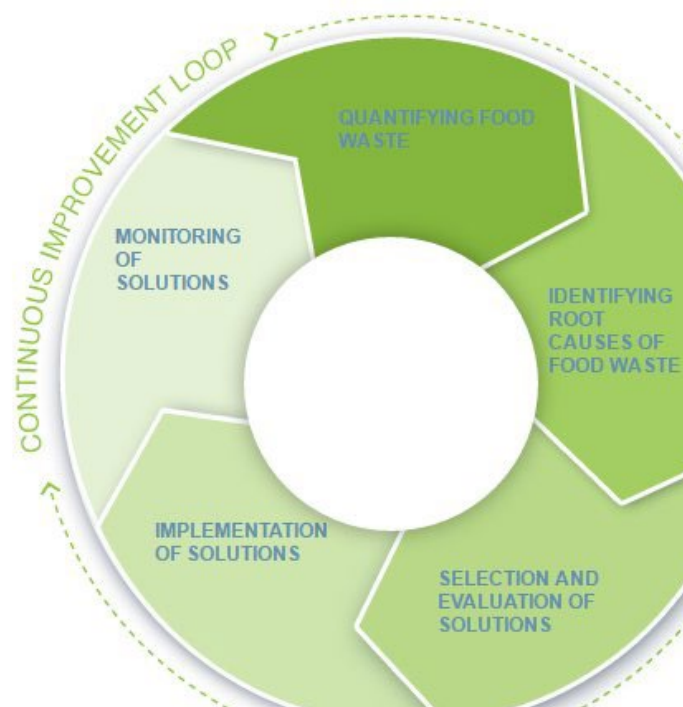 CONTINUOUS IMPROVEMENT LOOP
QUANTIFYING FOOD
WASTE
IDENTIFYING
ROOT
CAUSES OF
FOOD WASTE
SELECTION AND
EVALUATION OF
SOLUTIONS
IMPLEMENTATION
OF SOLUTIONS
MONITORING
OF
SOLUTIONS